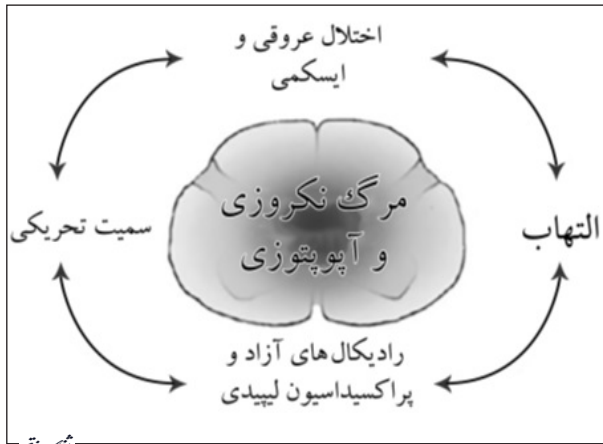 اختلال عروقی و
ایسکمی
مرگ نکروزی
و آپوپتوزی
التهاب
سمیت تحریکی
رادیکال‌های آزاد و
پراکسیداسیون لیپیدی